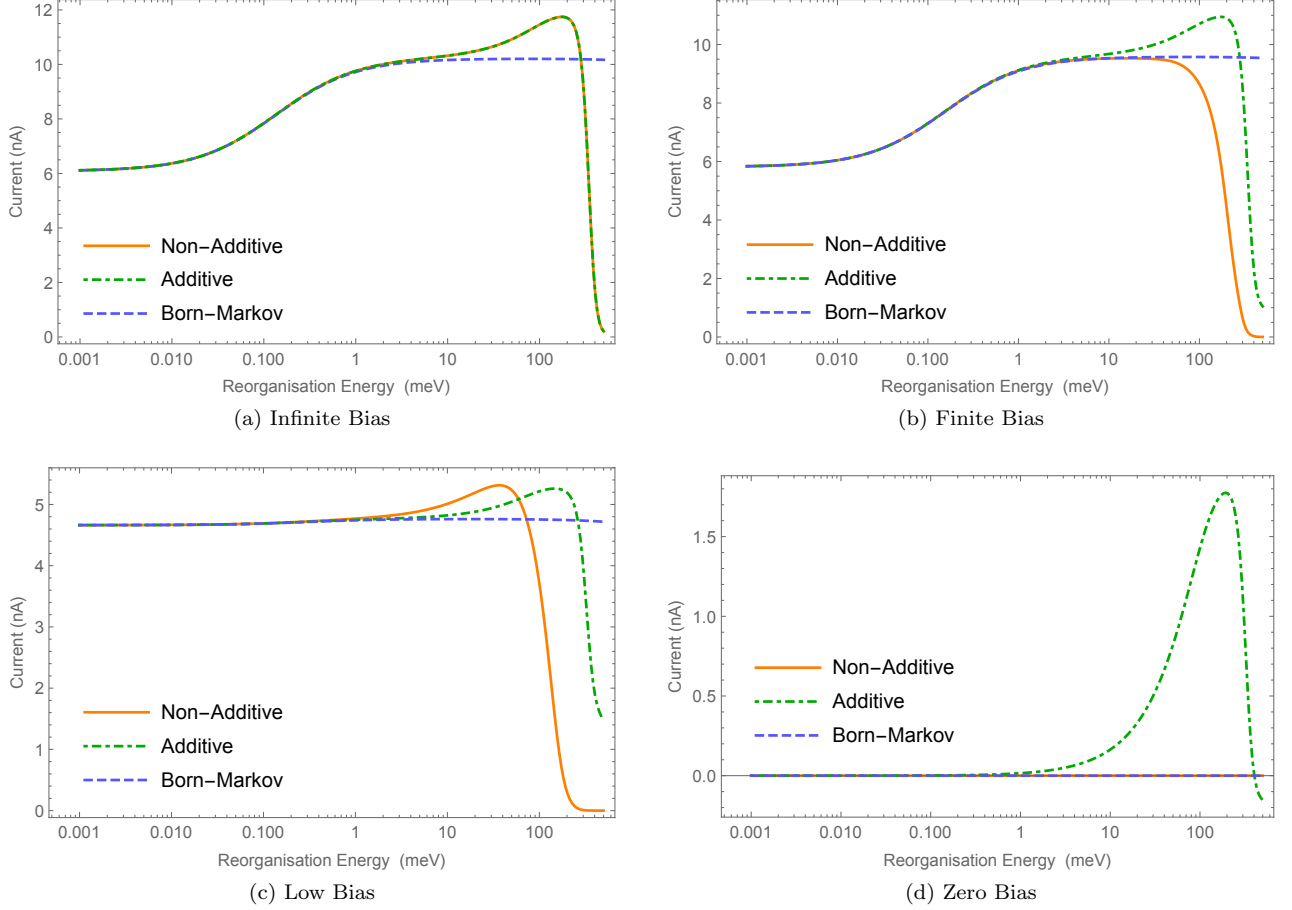 12
10
8
6
4
2
0
Current (nA)
Non-Additive
Additive
Born-Markov
0.001 0.010 0.100 1 10 100
Reorganisation Energy (meV)
(a) Infinite Bias
10
8
6
4
2
0
Current (nA)
Non-Additive
Additive
Born-Markov
0.001 0.010 0.100 1 10 100
Reorganisation Energy (meV)
(b) Finite Bias
5
4
3
2
1
0
Current (nA)
Non-Additive
Additive
Born-Markov
0.001 0.010 0.100 1 10 100
Reorganisation Energy (meV)
(c) Low Bias
1.5
1.0
0.5
0.0
Current (nA)
Non-Additive
Additive
Born-Markov
0.001 0.010 0.100 1 10 100
Reorganisation Energy (meV)
(d) Zero Bias